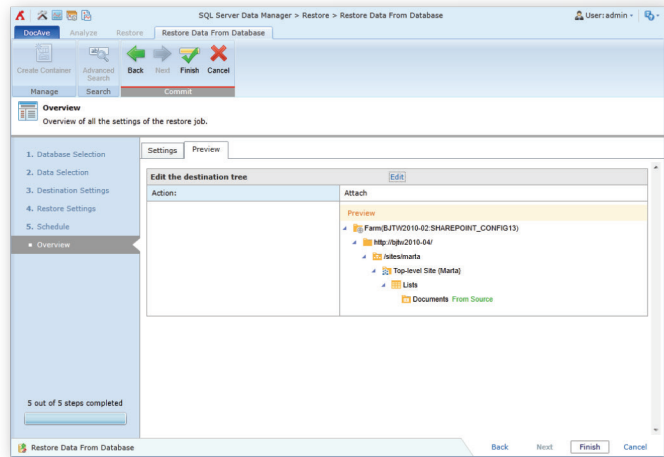 SQL Server Data Manager > Restore > Restore Data From Database
User: admin
DocAve
Analyze
Restore
Restore Data From Database
Create Container
Advanced
Search
Back
Next
Finish
Cancel
Manage
Search
Commit
Overview
Overview of all the settings of the restore job.
1. Database Selection
2. Data Selection
3. Destination Settings
4. Restore Settings
5. Schedule
Overview
5 out of 5 steps completed
Settings
Preview
Edit the destination tree
Edit
Action:
Attach
Preview
Farm(BJTW2010-02:SHAREPOINT_CONFIG13)
http://bjtw2010-04/
/sites/marta
Top-level Site {Marta}
Lists
Documents From Source
Restore Data From Database
Back
Next
Finish
Cancel